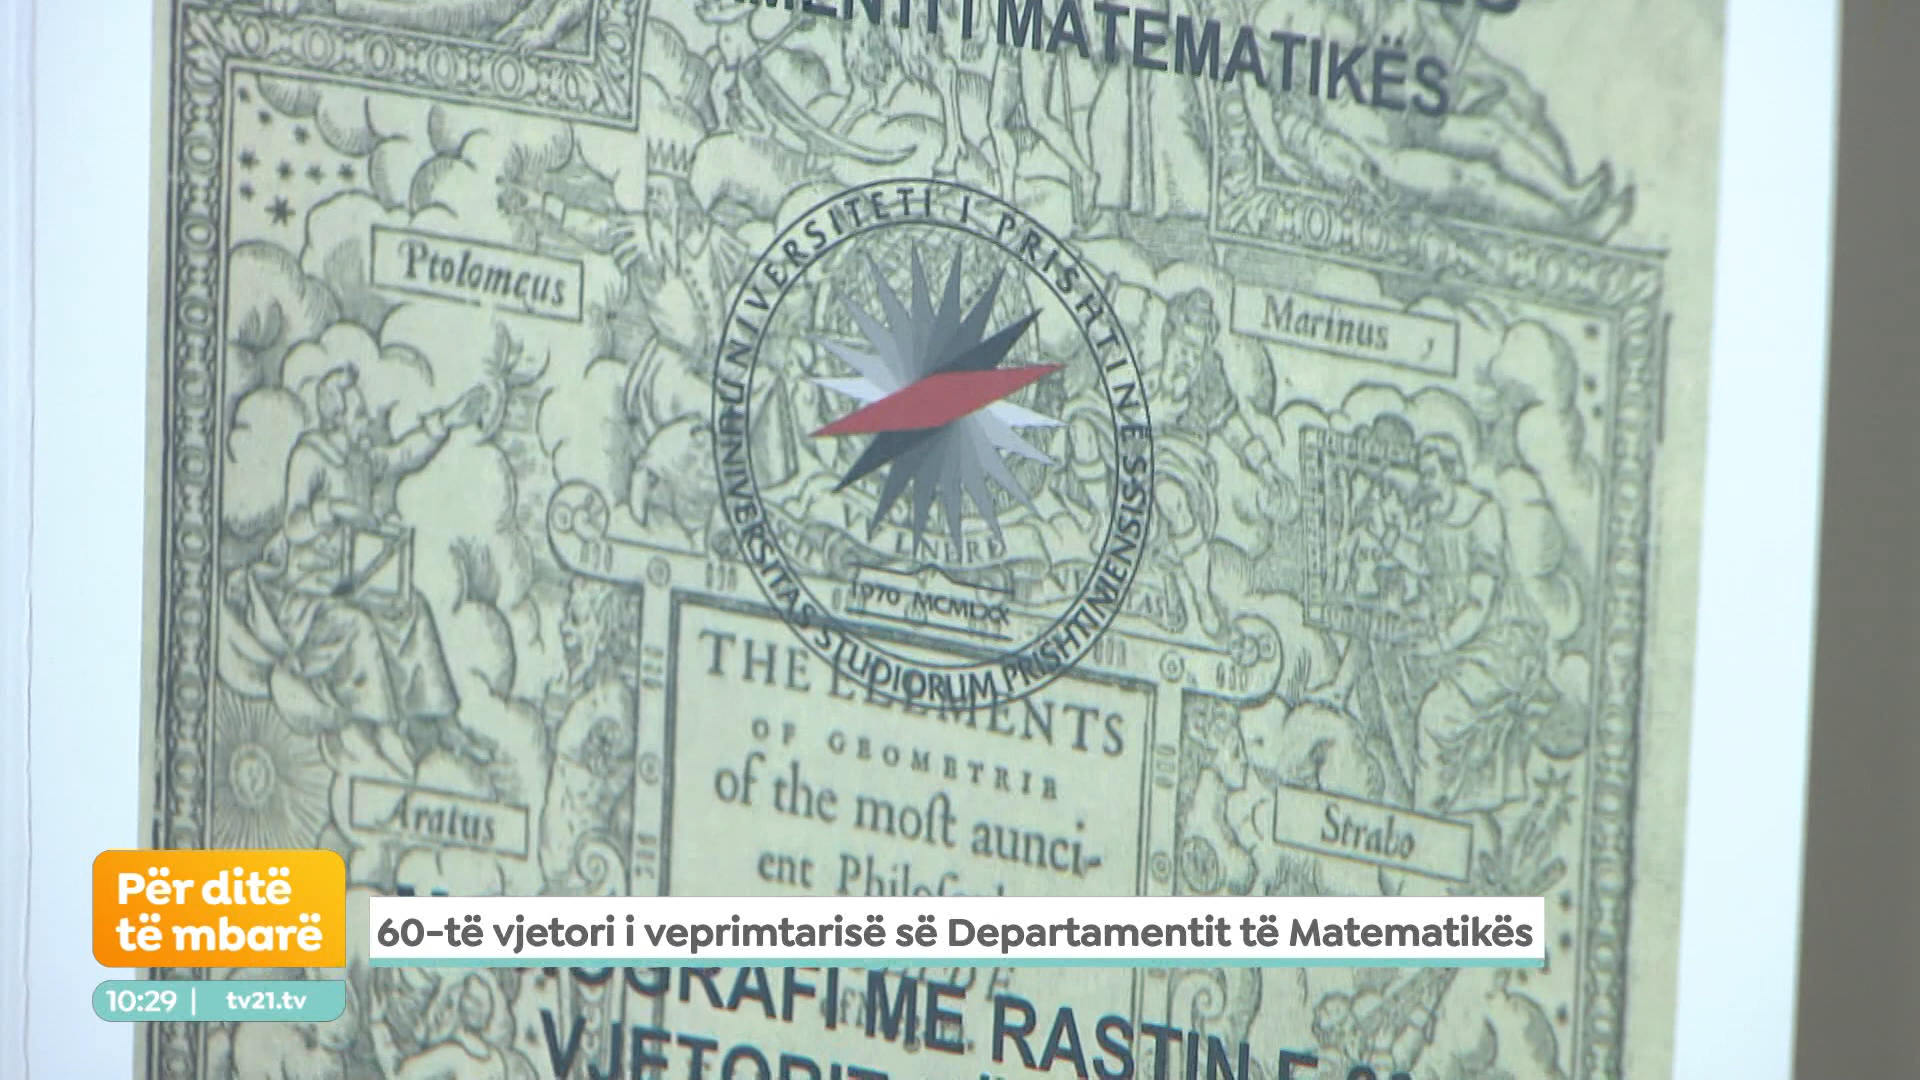 MATEMATIKËS
Ptolomeus
UNIVERSITETI I PRISHTINËS
Marinus
1970 MCMLXX
UNIVERSITAS STUDIORUM PRISHTINIENSIS
THE ELEMENTS
OF GEOMETRIE
of the moſt aunci-
ent
Aratus
Strabo
Për ditë
të mbarë
60-të vjetori i veprimtarisë së Departamentit të Matematikës
10:29 | tv21.tv
ME RASTIN E